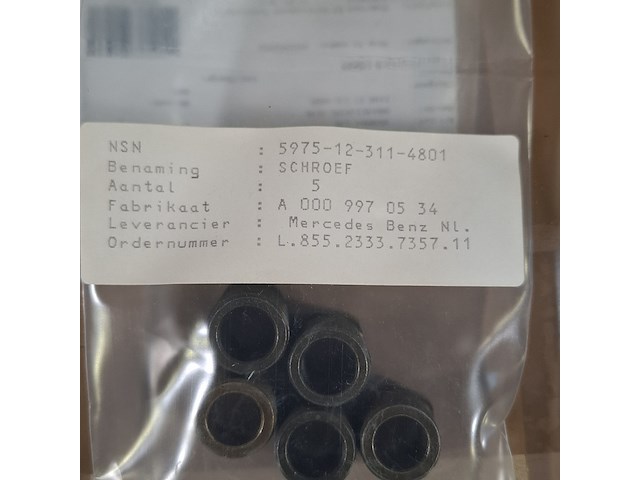 NSN : 5975-12-311-4801
Benaming : SCHROEF
Aantal : 5
Fabrikaat : A 000 997 05 34
Leverancier : Mercedes Benz Nl.
Ordernummer : L.855.2333.7357.11